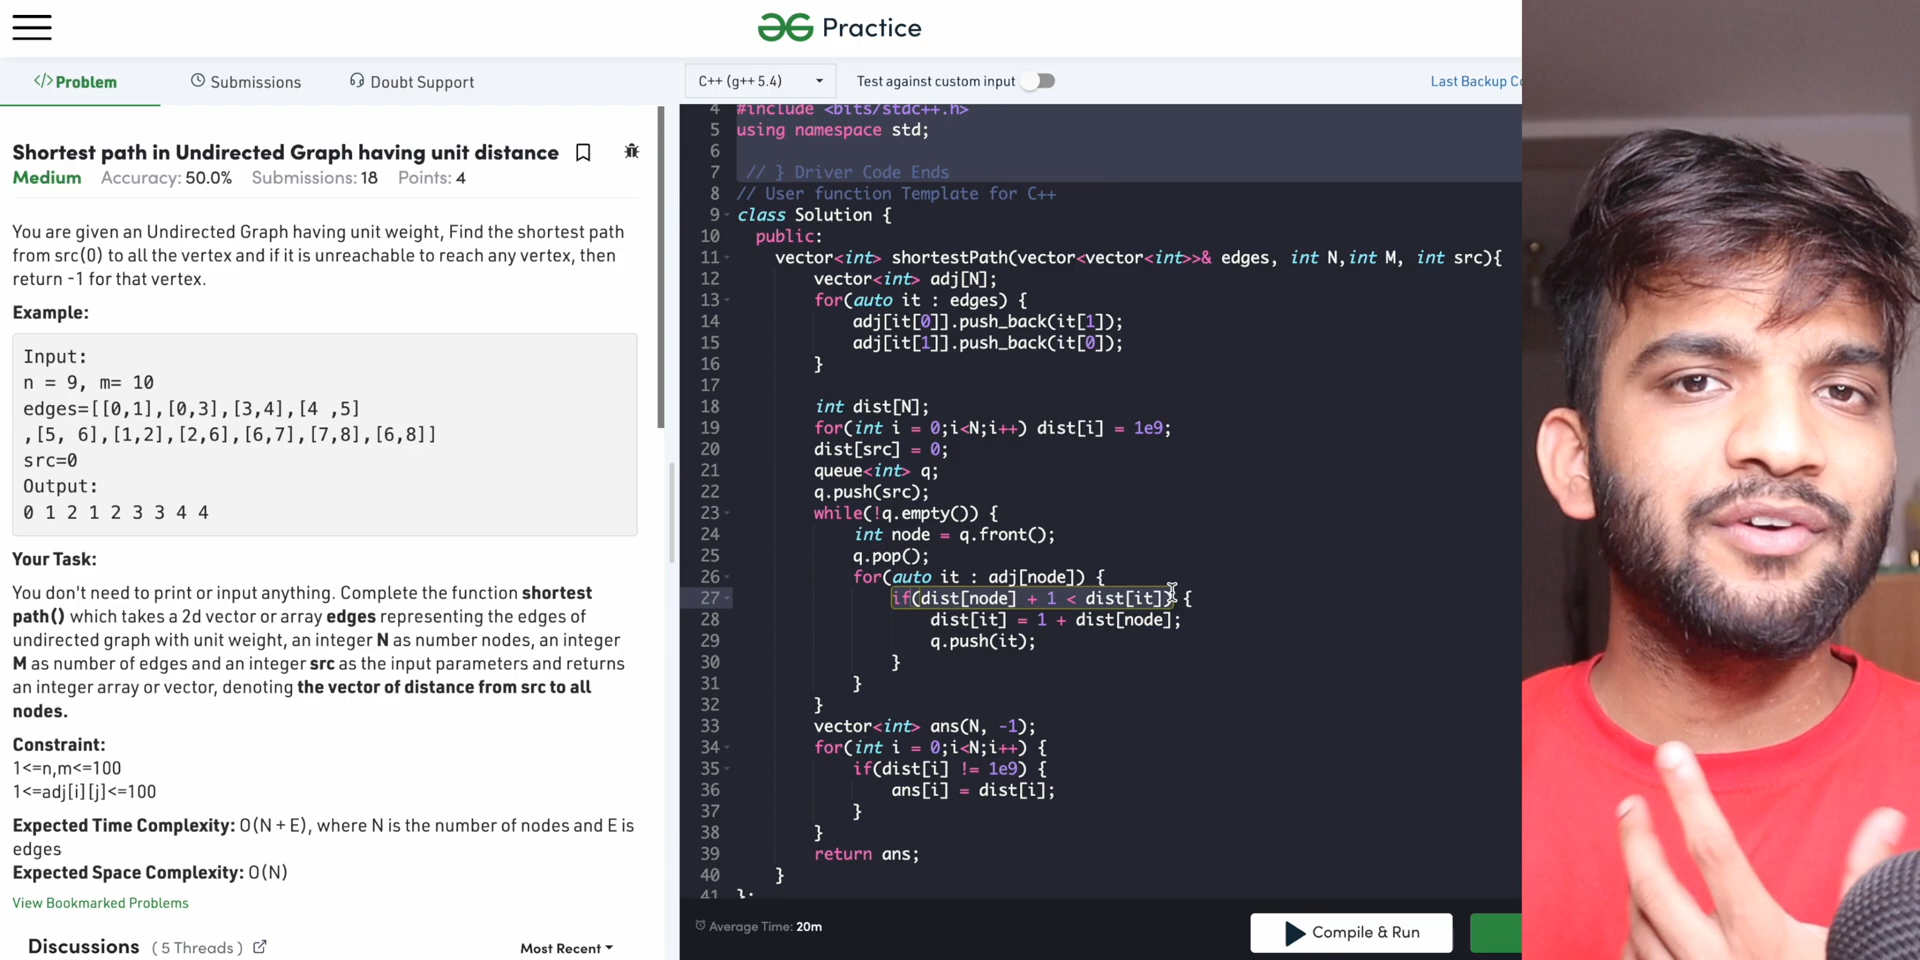 Practice
Problem
Submissions
Doubt Support
C++ (g++ 5.4)
Test against custom input
Last Backup Co
Shortest path in Undirected Graph having unit distance
Medium Accuracy: 50.0% Submissions: 18 Points: 4
You are given an Undirected Graph having unit weight, Find the shortest path
from src(0) to all the vertex and if it is unreachable to reach any vertex, then
return -1 for that vertex.
Example:
Input:
n = 9, m= 10
edges=[[0,1],[0,3],[3,4],[4 ,5]
,[5, 6],[1,2],[2,6],[6,7],[7,8],[6,8]]
src=0
Output:
0 1 2 1 2 3 3 4 4
Your Task:
You don't need to print or input anything. Complete the function shortest
path() which takes a 2d vector or array edges representing the edges of
undirected graph with unit weight, an integer N as number nodes, an integer
M as number of edges and an integer src as the input parameters and returns
an integer array or vector, denoting the vector of distance from src to all
nodes.
Constraint:
1<=n,m<=100
1<=adj[i][j]<=100
Expected Time Complexity: O(N + E), where N is the number of nodes and E is
edges
Expected Space Complexity: O(N)
View Bookmarked Problems
Discussions ( 5 Threads )
Most Recent
4 #include <bits/stdc++.h>
5 using namespace std;
6
7 // } Driver Code Ends
8 // User function Template for C++
9 class Solution {
10 public:
11 vector<int> shortestPath(vector<vector<int>>& edges, int N,int M, int src){
12 vector<int> adj[N];
13 for(auto it : edges) {
14 adj[it[0]].push_back(it[1]);
15 adj[it[1]].push_back(it[0]);
16 }
17
18 int dist[N];
19 for(int i = 0;i<N;i++) dist[i] = 1e9;
20 dist[src] = 0;
21 queue<int> q;
22 q.push(src);
23 while(!q.empty()) {
24 int node = q.front();
25 q.pop();
26 for(auto it : adj[node]) {
27 if(dist[node] + 1 < dist[it]) {
28 dist[it] = 1 + dist[node];
29 q.push(it);
30 }
31 }
32 }
33 vector<int> ans(N, -1);
34 for(int i = 0;i<N;i++) {
35 if(dist[i] != 1e9) {
36 ans[i] = dist[i];
37 }
38 }
39 return ans;
40 }
41 };
Average Time: 20m
Compile & Run